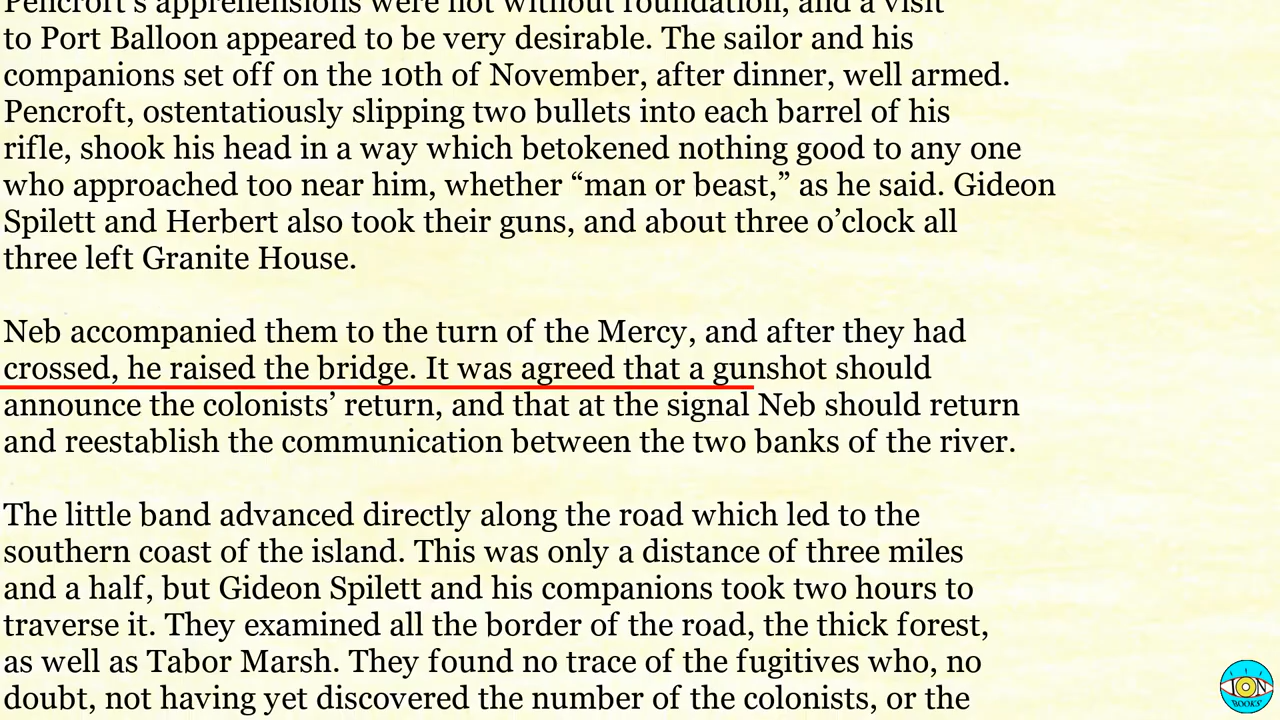 Pencroft's apprehensions were not without foundation, and a visit
to Port Balloon appeared to be very desirable. The sailor and his
companions set off on the 10th of November, after dinner, well armed.
Pencroft, ostentatiously slipping two bullets into each barrel of his
rifle, shook his head in a way which betokened nothing good to any one
who approached too near him, whether “man or beast,” as he said. Gideon
Spilett and Herbert also took their guns, and about three o’clock all
three left Granite House.

Neb accompanied them to the turn of the Mercy, and after they had
crossed, he raised the bridge. It was agreed that a gunshot should
announce the colonists’ return, and that at the signal Neb should return
and reestablish the communication between the two banks of the river.

The little band advanced directly along the road which led to the
southern coast of the island. This was only a distance of three miles
and a half, but Gideon Spilett and his companions took two hours to
traverse it. They examined all the border of the road, the thick forest,
as well as Tabor Marsh. They found no trace of the fugitives who, no
doubt, not having yet discovered the number of the colonists, or the
ION
BOOKS